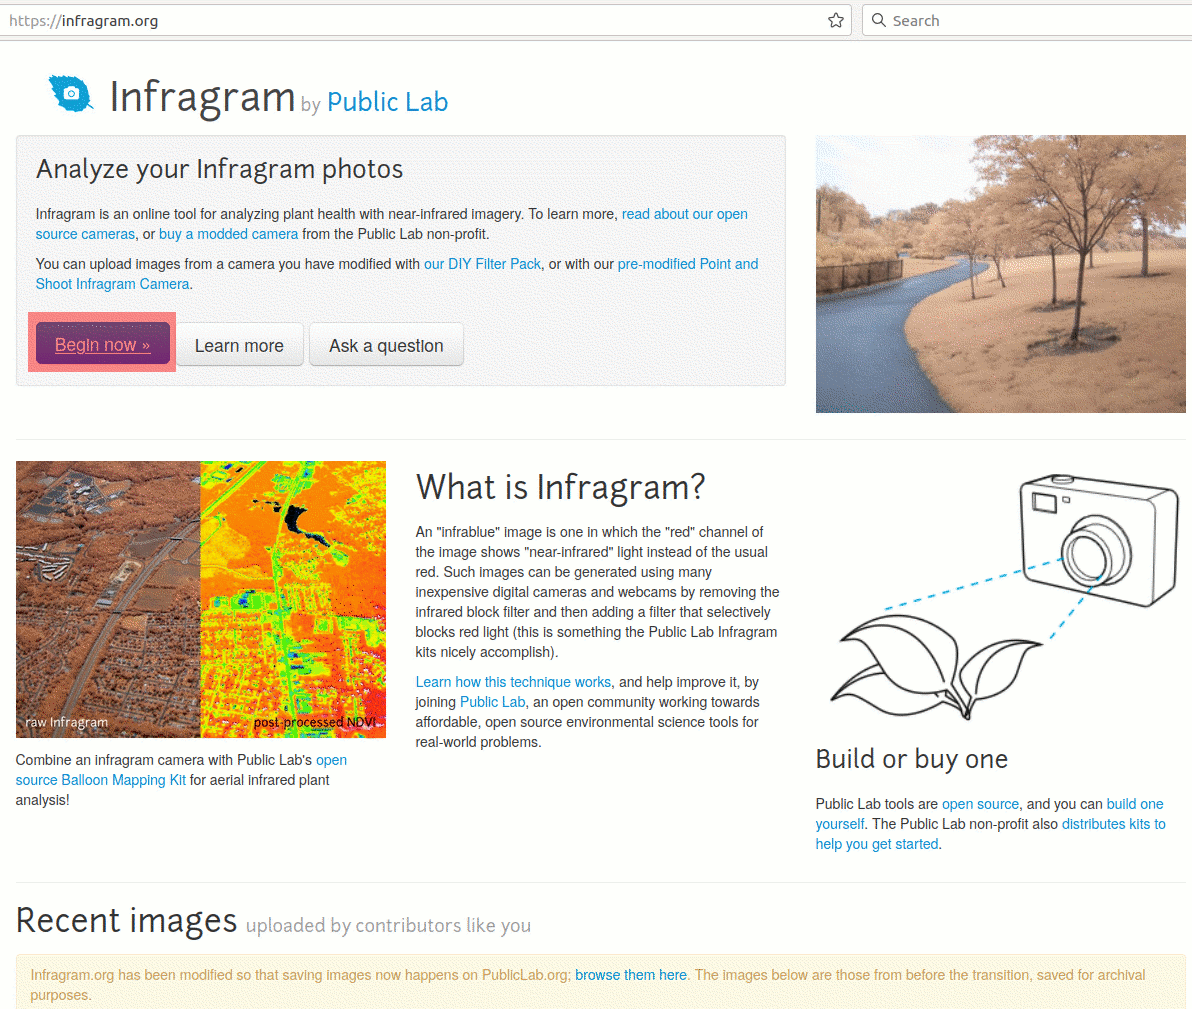 https://infragram.org
Search
Infragram by Public Lab
Analyze your Infragram photos
Infragram is an online tool for analyzing plant health with near-infrared imagery. To learn more, read about our open
source cameras, or buy a modded camera from the Public Lab non-profit.
You can upload images from a camera you have modified with our DIY Filter Pack, or with our pre-modified Point and
Shoot Infragram Camera.
Begin now »
Learn more
Ask a question
raw Infragram
post-processed NDVI
Combine an infragram camera with Public Lab's open
source Balloon Mapping Kit for aerial infrared plant
analysis!
What is Infragram?
An "infrablue" image is one in which the "red" channel of
the image shows "near-infrared" light instead of the usual
red. Such images can be generated using many
inexpensive digital cameras and webcams by removing the
infrared block filter and then adding a filter that selectively
blocks red light (this is something the Public Lab Infragram
kits nicely accomplish).
Learn how this technique works, and help improve it, by
joining Public Lab, an open community working towards
affordable, open source environmental science tools for
real-world problems.
Build or buy one
Public Lab tools are open source, and you can build one
yourself. The Public Lab non-profit also distributes kits to
help you get started.
Recent images uploaded by contributors like you
Infragram.org has been modified so that saving images now happens on PublicLab.org; browse them here. The images below are those from before the transition, saved for archival
purposes.